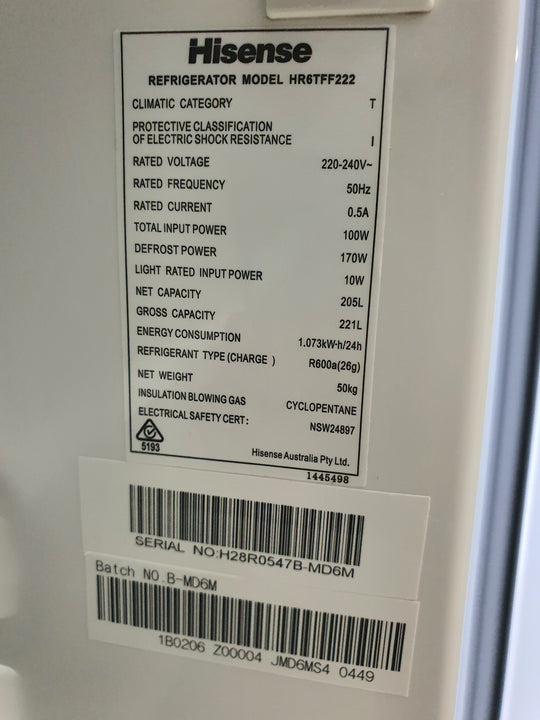 Hisense
REFRIGERATOR MODEL HR6TFF222
CLIMATIC CATEGORY T
PROTECTIVE CLASSIFICATION
OF ELECTRIC SHOCK RESISTANCE I
RATED VOLTAGE 220-240V~
RATED FREQUENCY 50Hz
RATED CURRENT 0.5A
TOTAL INPUT POWER 100W
DEFROST POWER 170W
LIGHT RATED INPUT POWER 10W
NET CAPACITY 205L
GROSS CAPACITY 221L
ENERGY CONSUMPTION 1.073kW·h/24h
REFRIGERANT TYPE (CHARGE ) R600a(26g)
NET WEIGHT 50kg
INSULATION BLOWING GAS CYCLOPENTANE
ELECTRICAL SAFETY CERT: NSW24897
5193
Hisense Australia Pty Ltd.
1445498
SERIAL NO:H28R0547B-MD6M
Batch NO.B-MD6M
1B0206 Z00004 JMD6MS4 0449